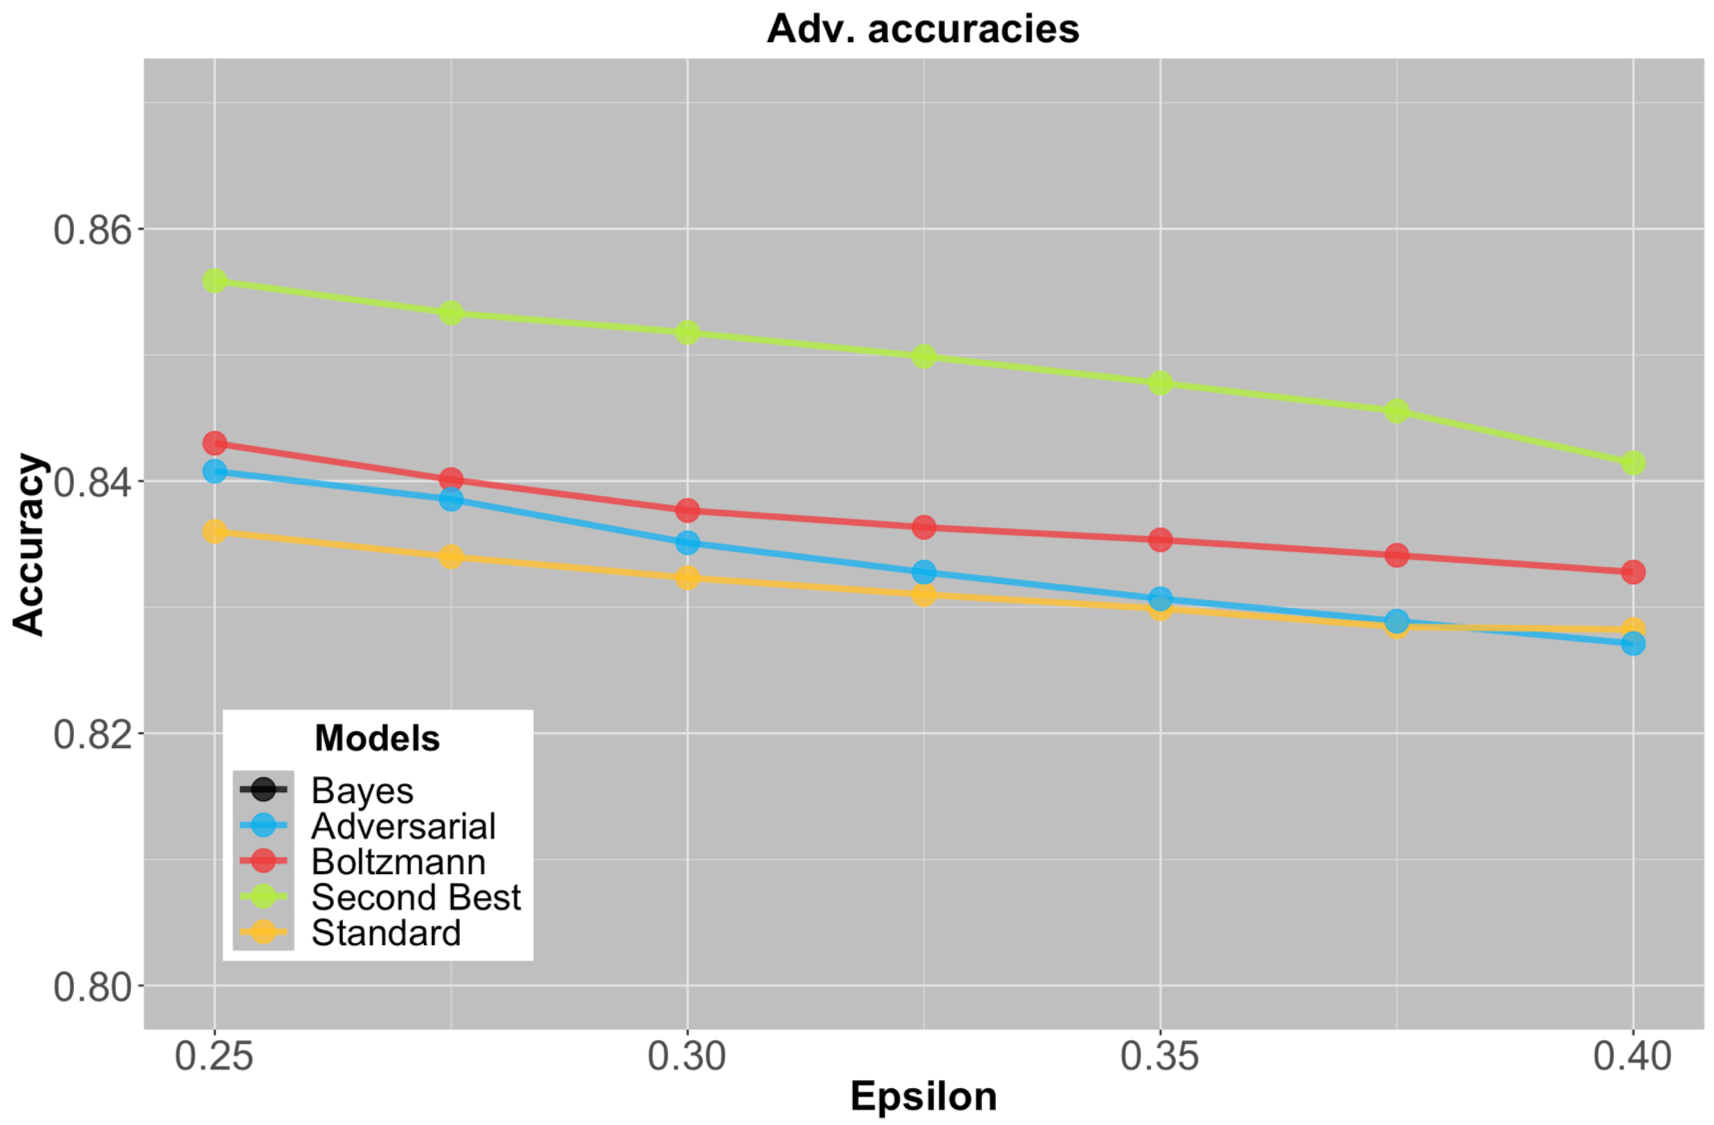 Adv. accuracies
0.86
0.84
0.82
0.80
Accuracy
Models
Bayes
Adversarial
Boltzmann
Second Best
Standard
0.25 0.30 0.35 0.40
Epsilon